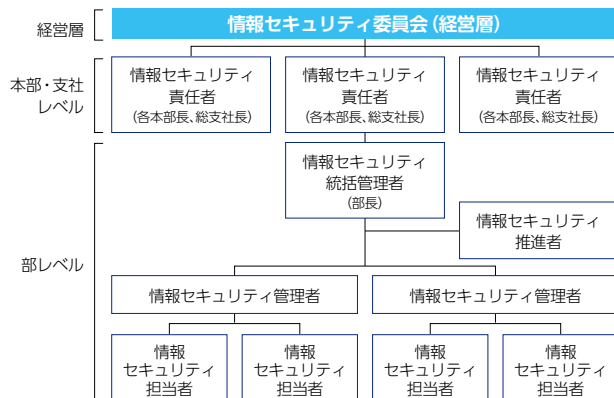 経営層
情報セキュリティ委員会(経営層)
本部・支社
レベル
情報セキュリティ
責任者
(各本部長、総支社長)
情報セキュリティ
責任者
(各本部長、総支社長)
情報セキュリティ
責任者
(各本部長、総支社長)
部レベル
情報セキュリティ
統括管理者
(部長)
情報セキュリティ
推進者
情報セキュリティ管理者
情報セキュリティ管理者
情報
セキュリティ
担当者
情報
セキュリティ
担当者
情報
セキュリティ
担当者
情報
セキュリティ
担当者